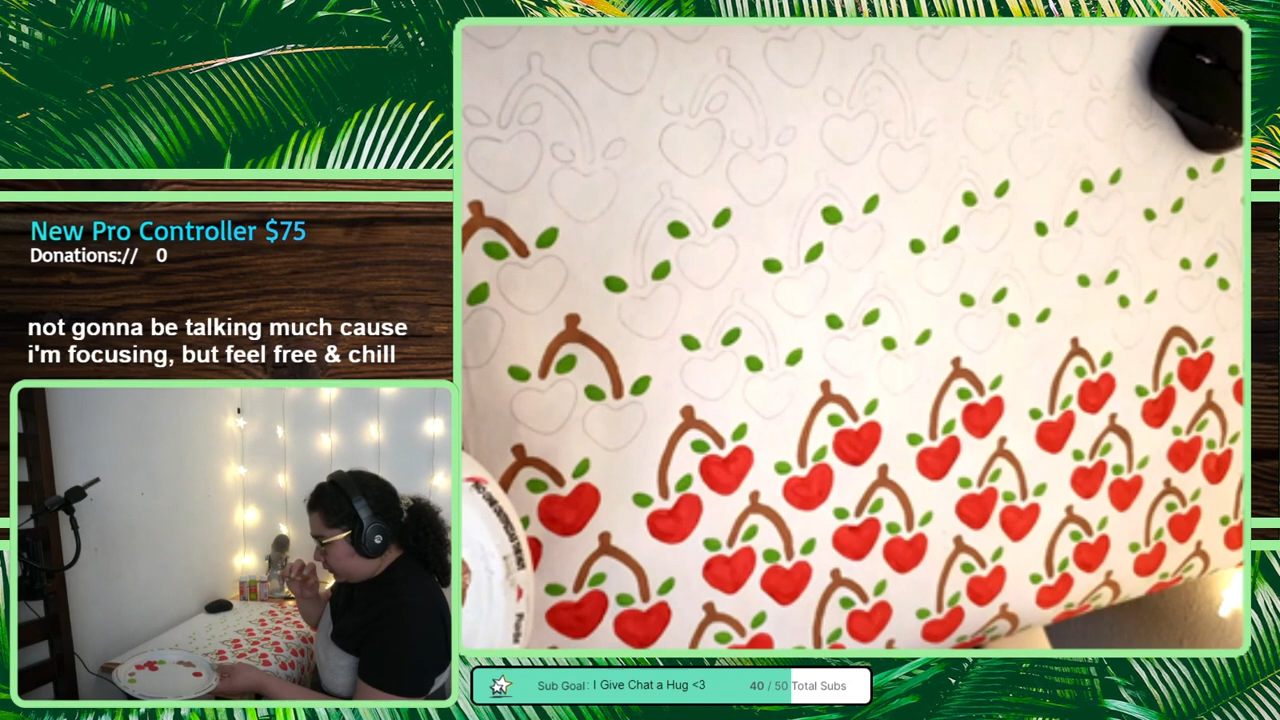 New Pro Controller $75
Donations:// 0
not gonna be talking much cause
i'm focusing, but feel free & chill
Sub Goal: I Give Chat a Hug <3 40 / 50 Total Subs